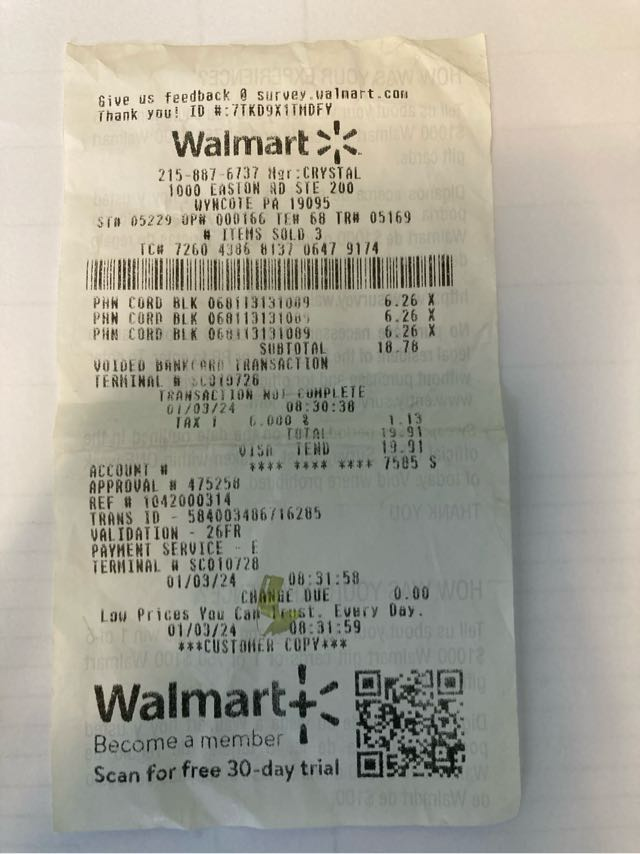 Give us feedback @ survey.walmart.com
Thank you! ID #:7TKD9X1TMDFY
Walmart
215-887-6737 Mgr:CRYSTAL
1000 EASTON RD STE 200
WYNCOTE PA 19095
ST# 05229 OP# 000166 TE# 68 TR# 05169
# ITEMS SOLD 3
TC# 7260 4386 8137 0647 9174
PHN CORD BLK 068113131089 6.26 X
PHN CORD BLK 068113131089 6.26 X
PHN CORD BLK 068113131089 6.26 X
SUBTOTAL 18.78
VOIDED BANKCARD TRANSACTION
TERMINAL # SC010728
TRANSACTION NOT COMPLETE
01/03/24 08:30:38
TAX 1 6.000 % 1.13
TOTAL 19.91
VISA TEND 19.91
ACCOUNT # **** **** **** 7585 S
APPROVAL # 475258
REF # 1042000314
TRANS ID - 584003486716285
VALIDATION - 26FR
PAYMENT SERVICE - E
TERMINAL # SC010728
01/03/24 08:31:58
CHANGE DUE 0.00
Low Prices You Can Trust. Every Day.
01/03/24 08:31:59
***CUSTOMER COPY***
Walmart+
Become a member
Scan for free 30-day trial